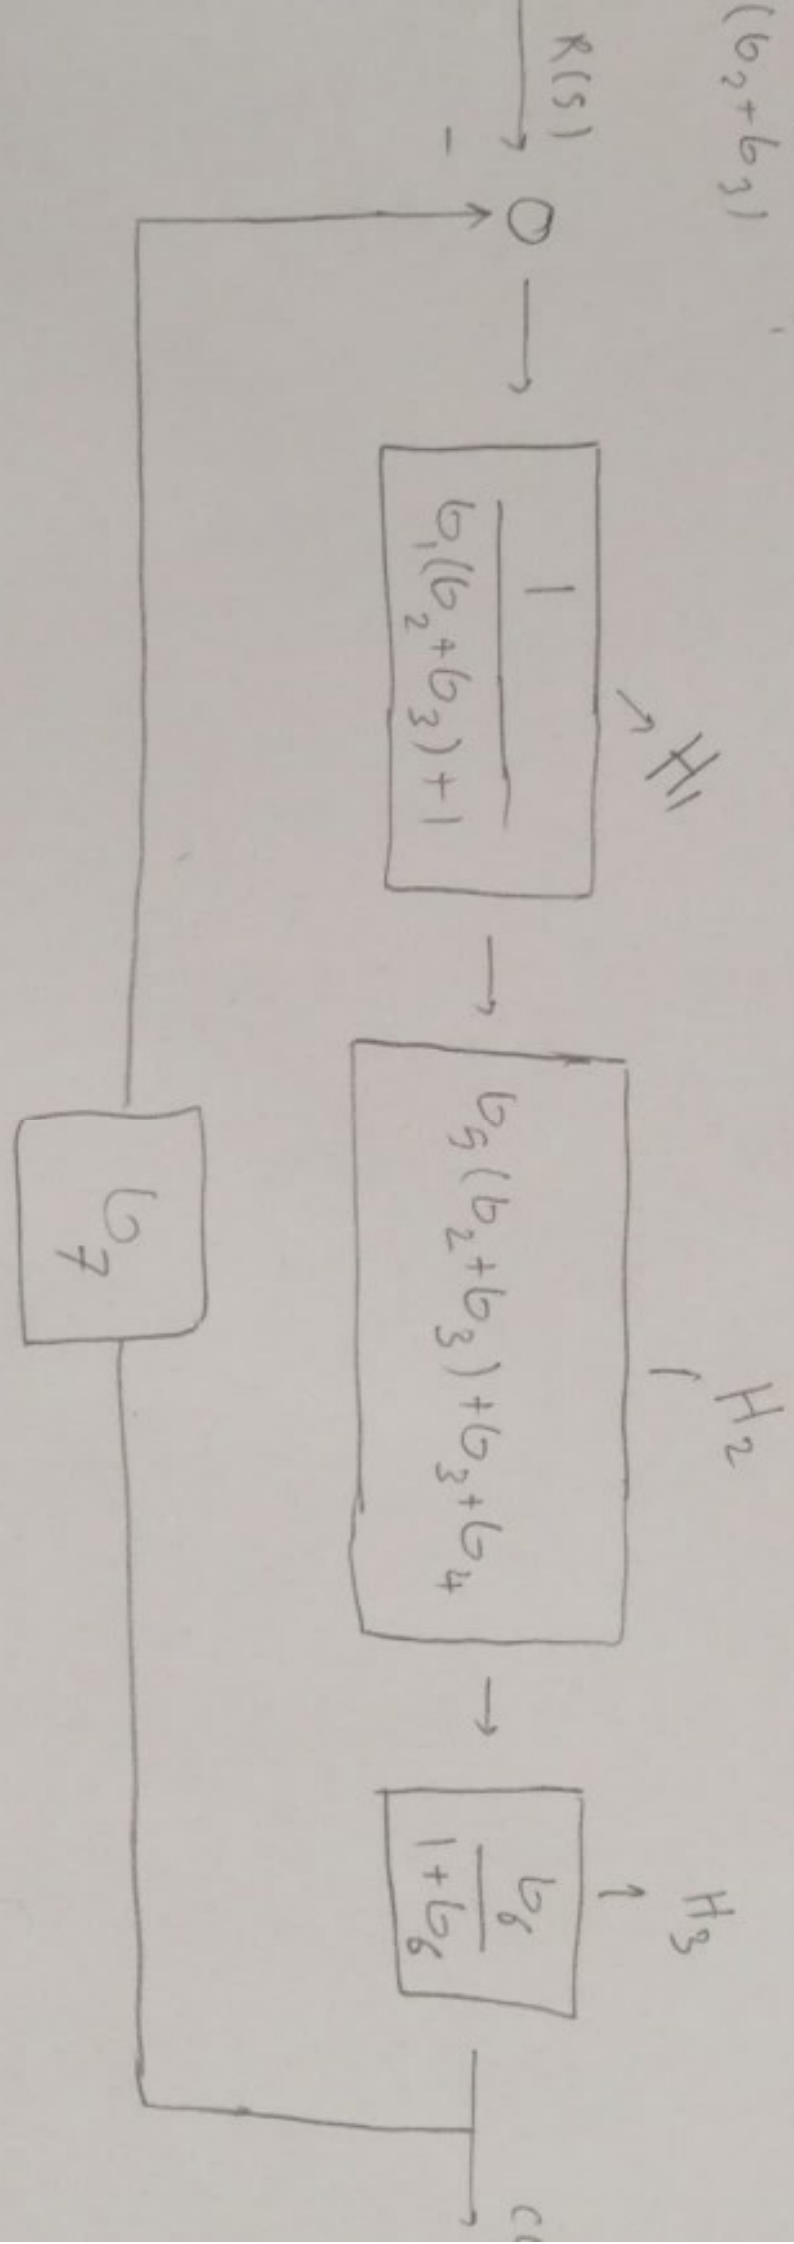 (G2+G3)
R(s)
-
H1
1
G1(G2+G3)+1
H2
G5(G2+G3)+G3+G4
H3
G6
1+G6
G7
C(